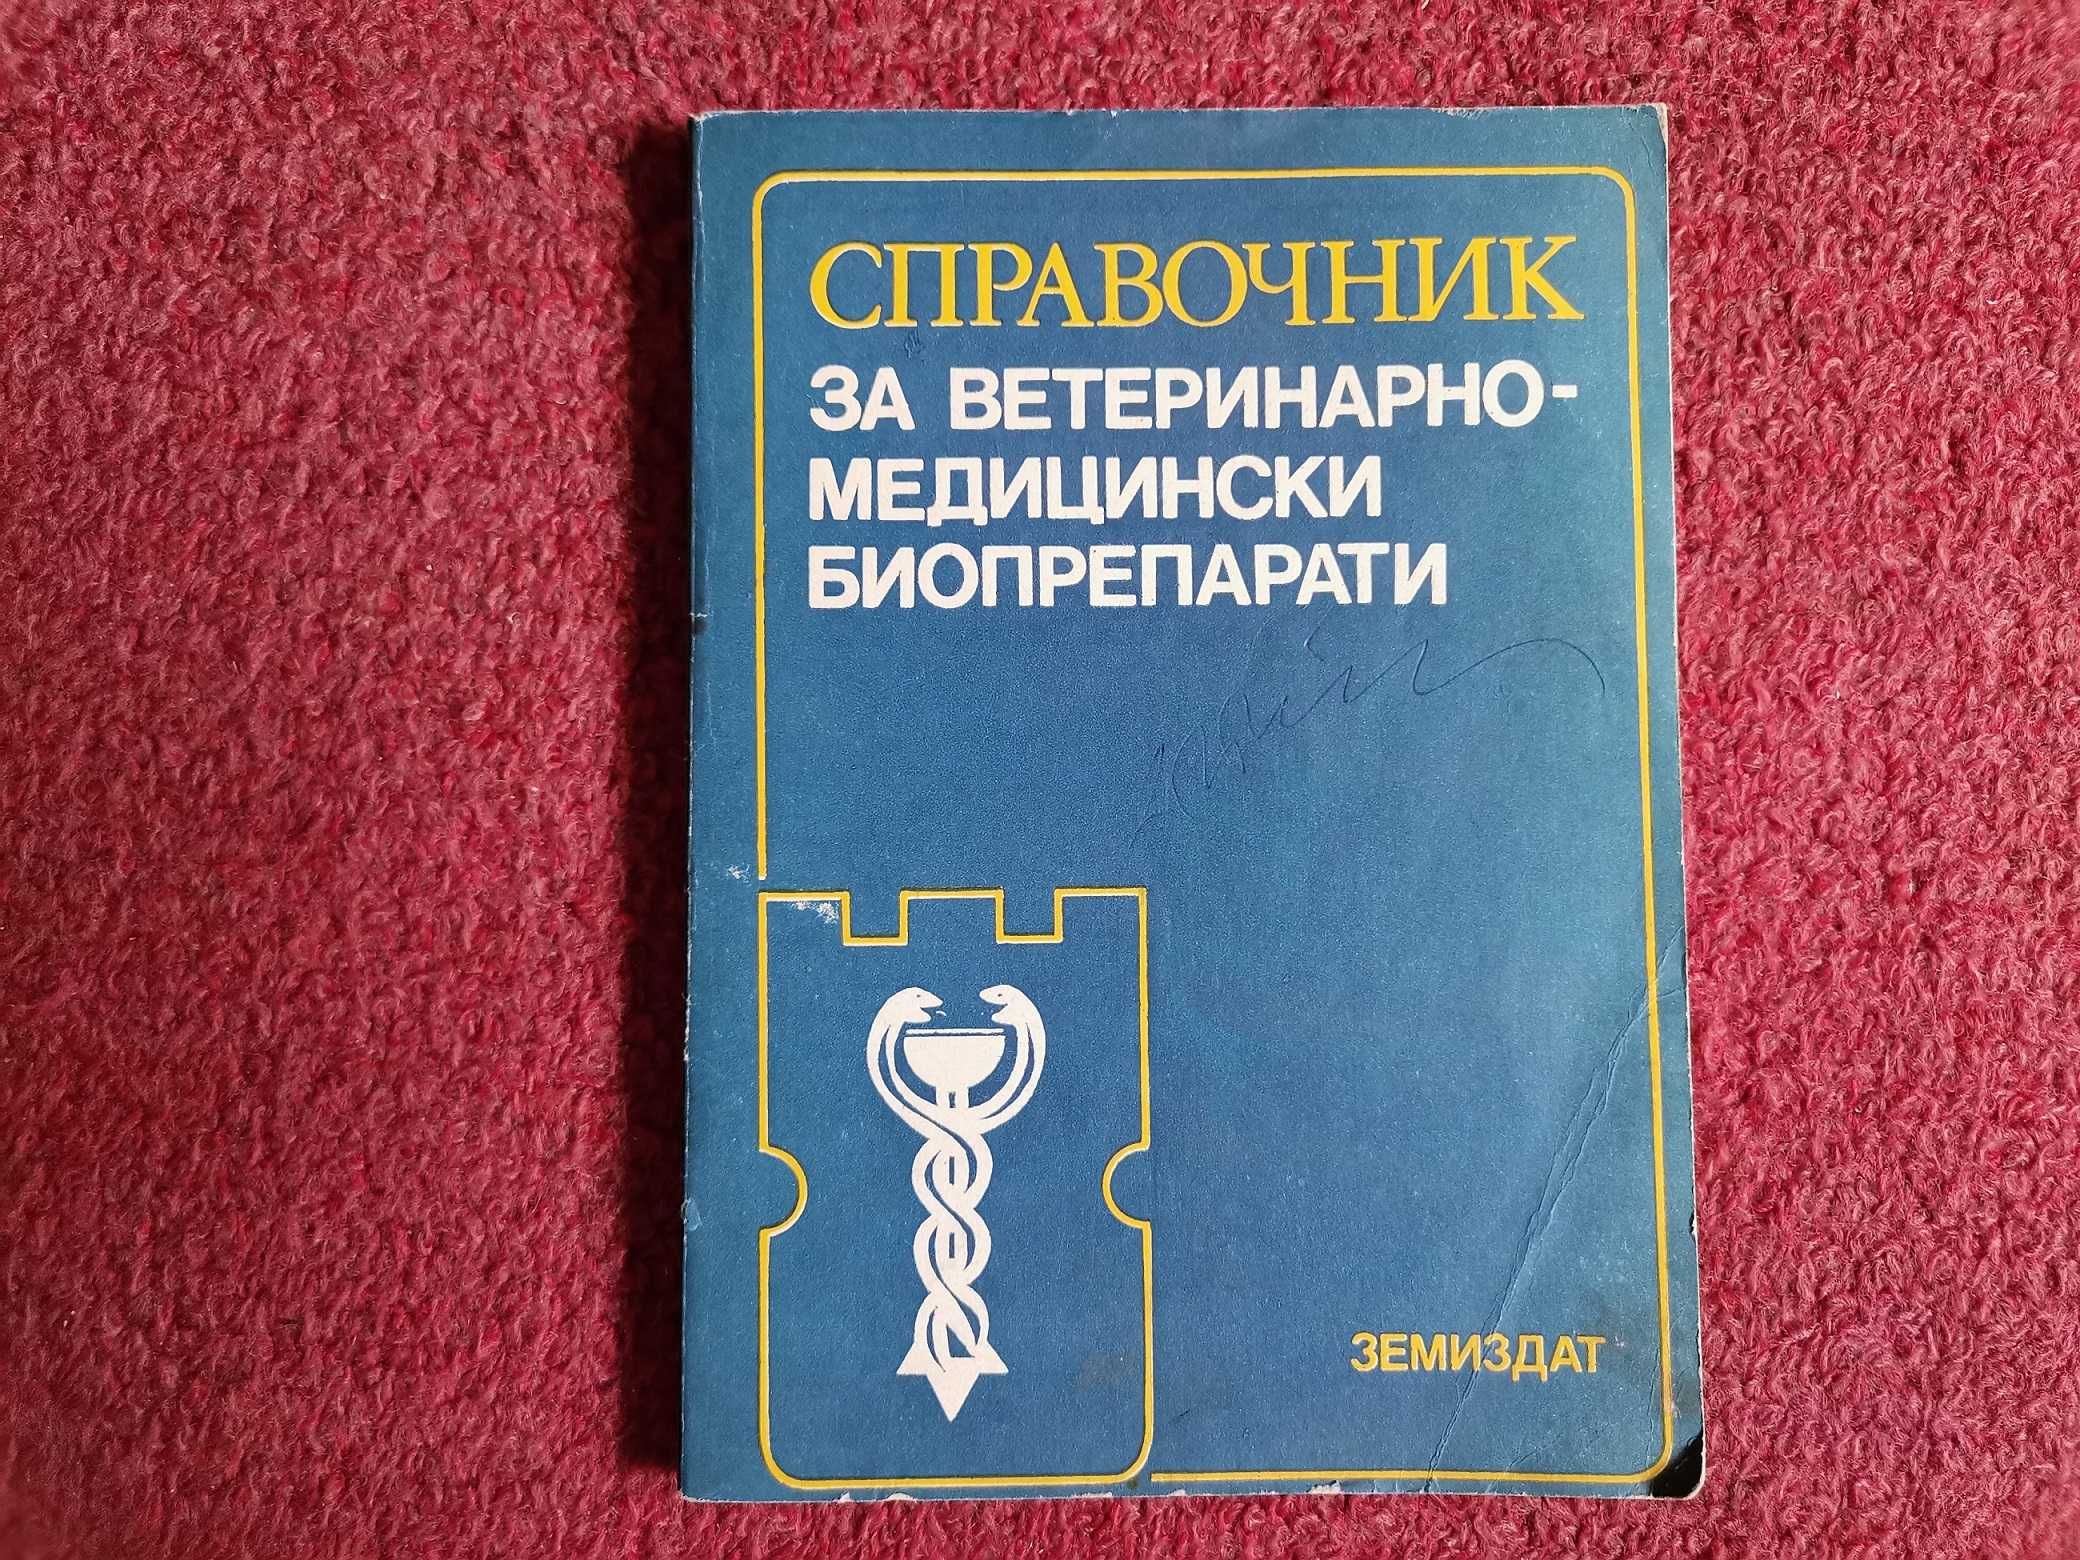 СПРАВОЧНИК
ЗА ВЕТЕРИНАРНО-
МЕДИЦИНСКИ
БИОПРЕПАРАТИ
ЗЕМИЗДАТ